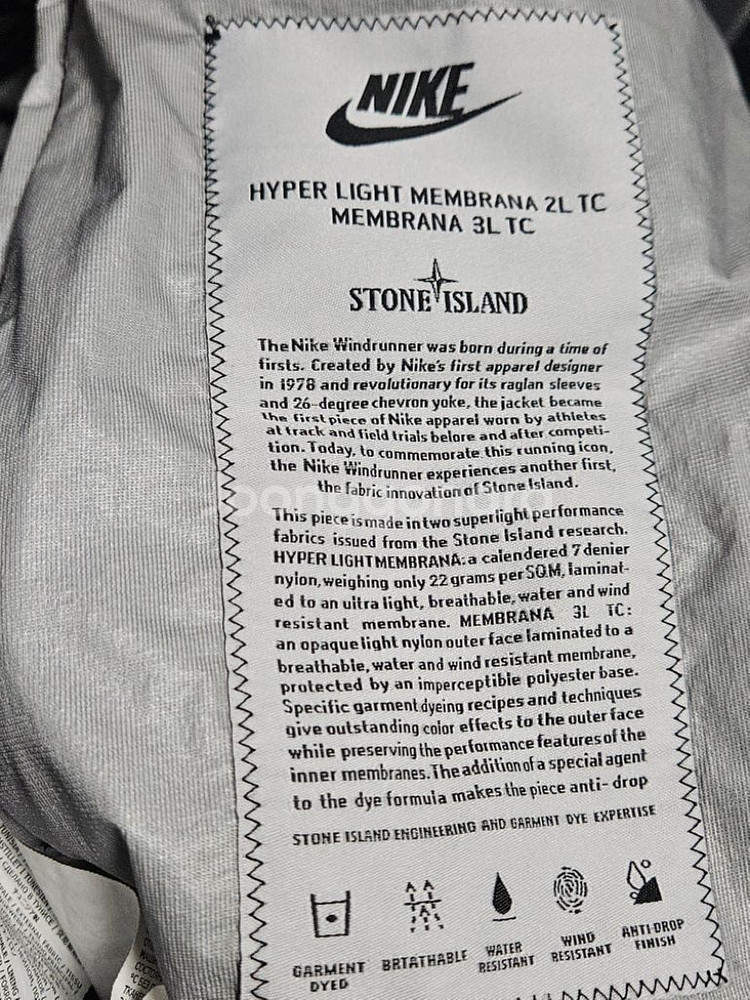 NIKE
HYPER LIGHT MEMBRANA 2L TC
MEMBRANA 3L TC
STONE ISLAND
The Nike Windrunner was born during a time of
firsts. Created by Nike's first apparel designer
in 1978 and revolutionary for its raglan sleeves
and 26-degree chevron yoke, the jacket became
the first piece of Nike apparel worn by athletes
at track and field trials before and after competi-
tion. Today, to commemorate this running icon,
the Nike Windrunner experiences another first,
the fabric innovation of Stone Island.
This piece is made in two superlight performance
fabrics issued from the Stone Island research.
HYPER LIGHT MEMBRANA: a calendered 7 denier
nylon, weighing only 22 grams per SQM, laminat-
ed to an ultra light, breathable, water and wind
resistant membrane. MEMBRANA 3L TC:
an opaque light nylon outer face laminated to a
breathable, water and wind resistant membrane,
protected by an imperceptible polyester base.
Specific garment dyeing recipes and techniques
give outstanding color effects to the outer face
while preserving the performance features of the
inner membranes. The addition of a special agent
to the dye formula makes the piece anti-drop
STONE ISLAND ENGINEERING AND GARMENT DYE EXPERTISE
GARMENT
DYED
BRTATHABLE
WATER
RESISTANT
WIND
RESISTANT
ANTI-DROP
FINISH